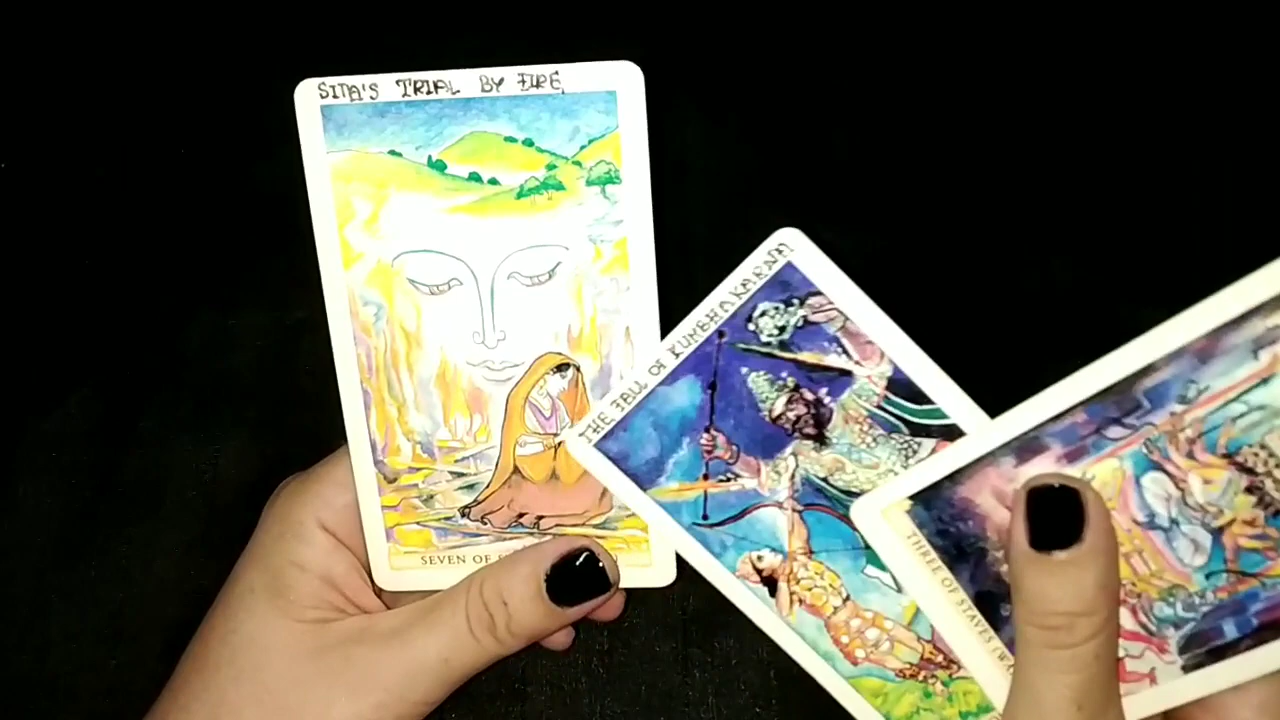 SITA'S TRIAL BY FIRE
SEVEN OF
THE FALL OF KUMBHAKARNA
THREE OF STAVES